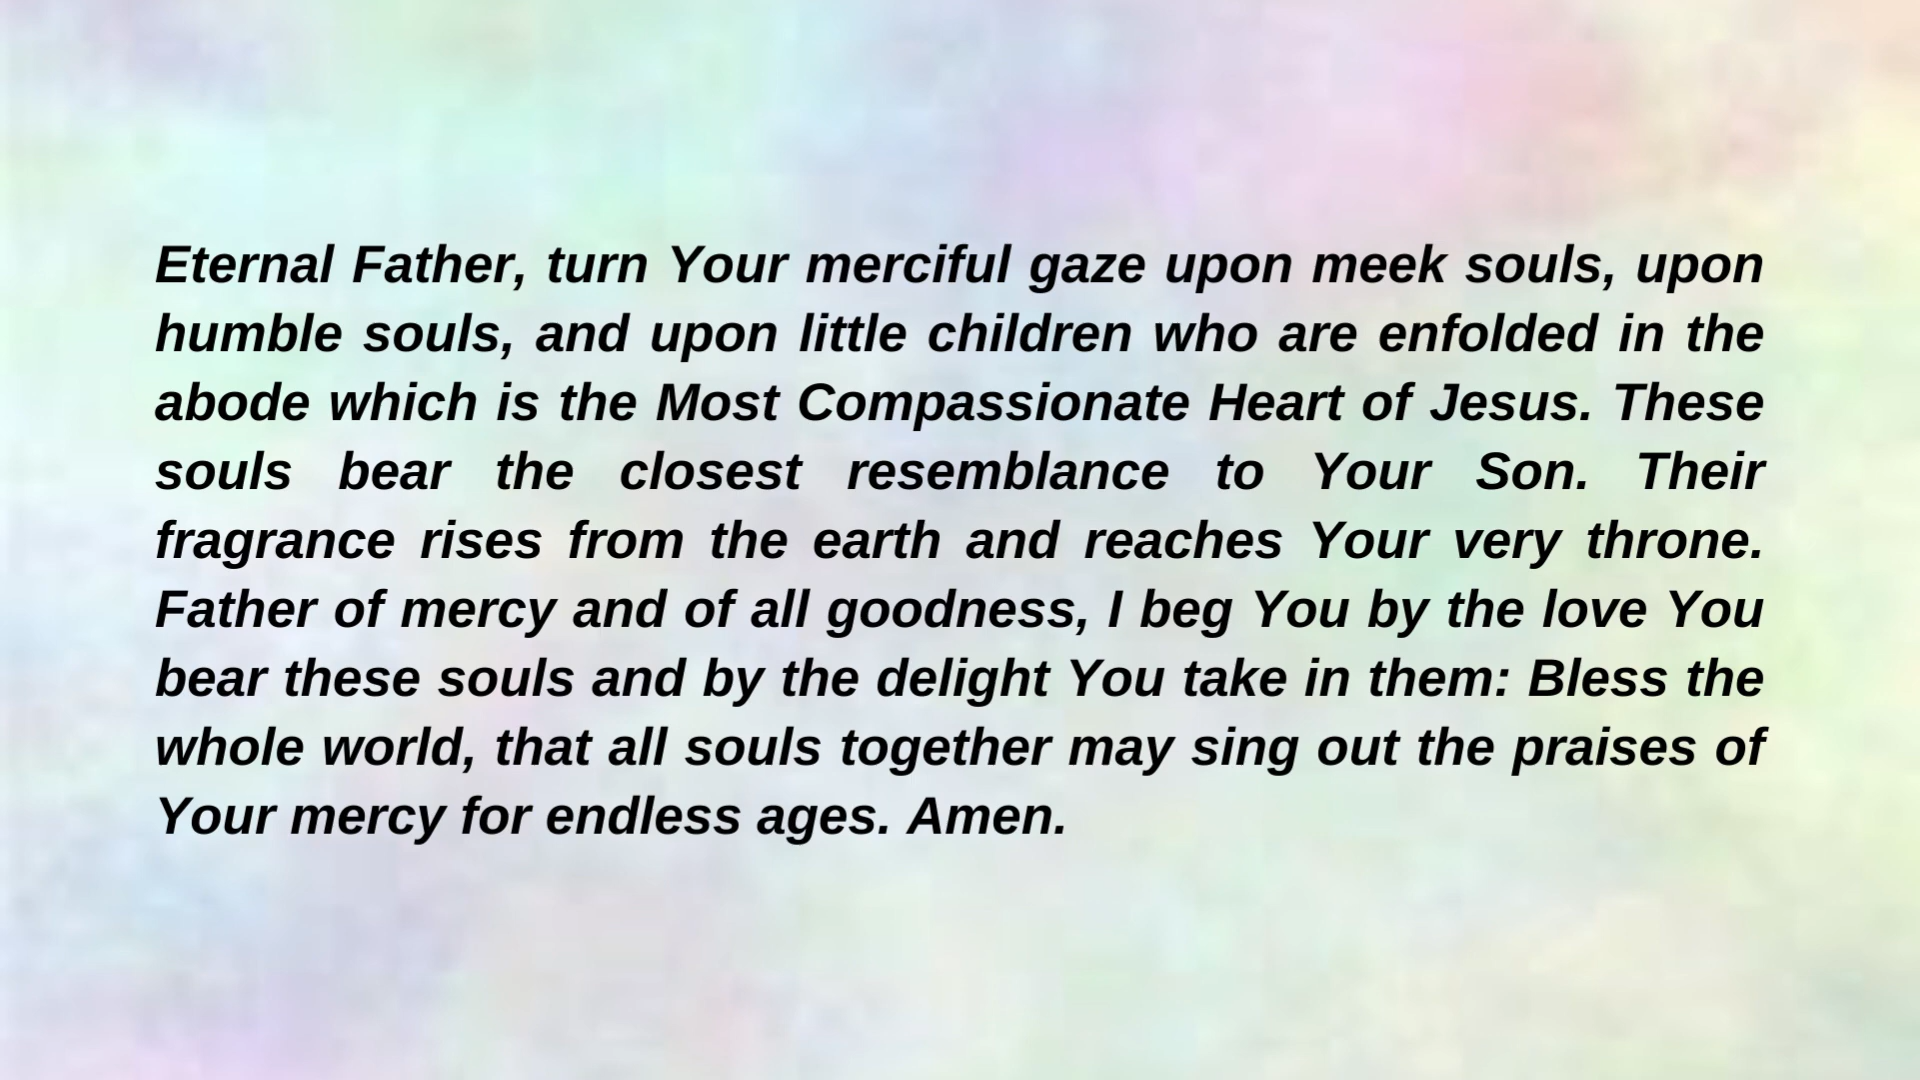 Eternal Father, turn Your merciful gaze upon meek souls, upon
humble souls, and upon little children who are enfolded in the
abode which is the Most Compassionate Heart of Jesus. These
souls bear the closest resemblance to Your Son. Their
fragrance rises from the earth and reaches Your very throne.
Father of mercy and of all goodness, I beg You by the love You
bear these souls and by the delight You take in them: Bless the
whole world, that all souls together may sing out the praises of
Your mercy for endless ages. Amen.